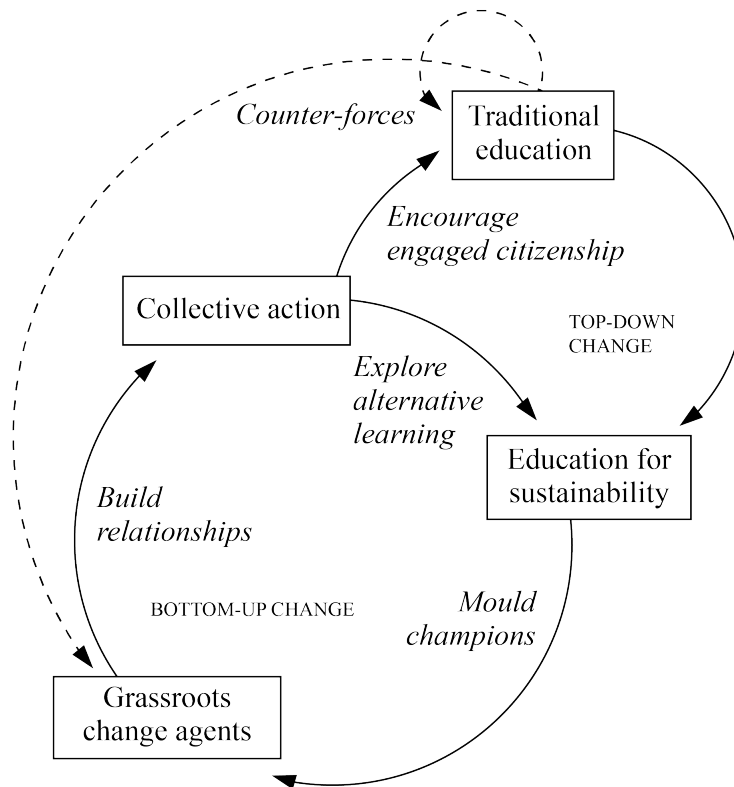 Counter-forces
Traditional
education
Encourage
engaged citizenship
Collective action
TOP-DOWN
CHANGE
Explore
alternative
learning
Education for
sustainability
Build
relationships
BOTTOM-UP CHANGE
Mould
champions
Grassroots
change agents